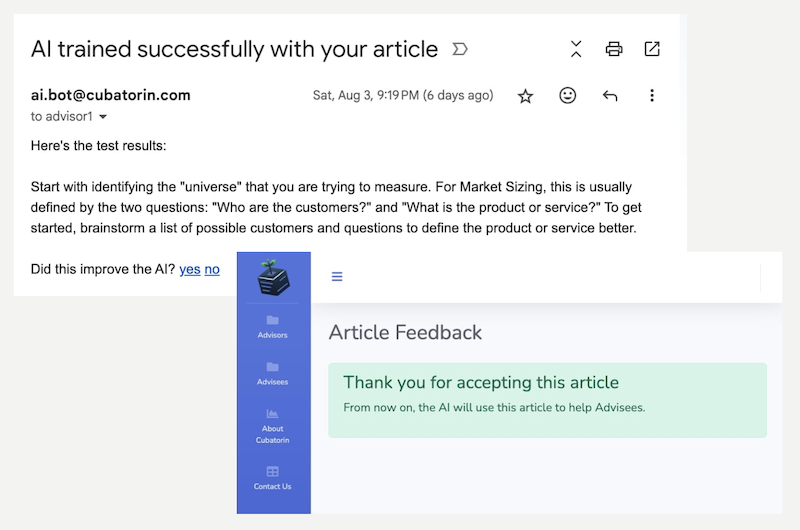 AI trained successfully with your article
ai.bot@cubatorin.com
Sat, Aug 3, 9:19 PM (6 days ago)
to advisor1
Here's the test results:
Start with identifying the "universe" that you are trying to measure. For Market Sizing, this is usually
defined by the two questions: "Who are the customers?" and "What is the product or service?" To get
started, brainstorm a list of possible customers and questions to define the product or service better.
Did this improve the AI? yes no
Advisors
Advisees
About
Cubatorin
Contact Us
Article Feedback
Thank you for accepting this article
From now on, the AI will use this article to help Advisees.